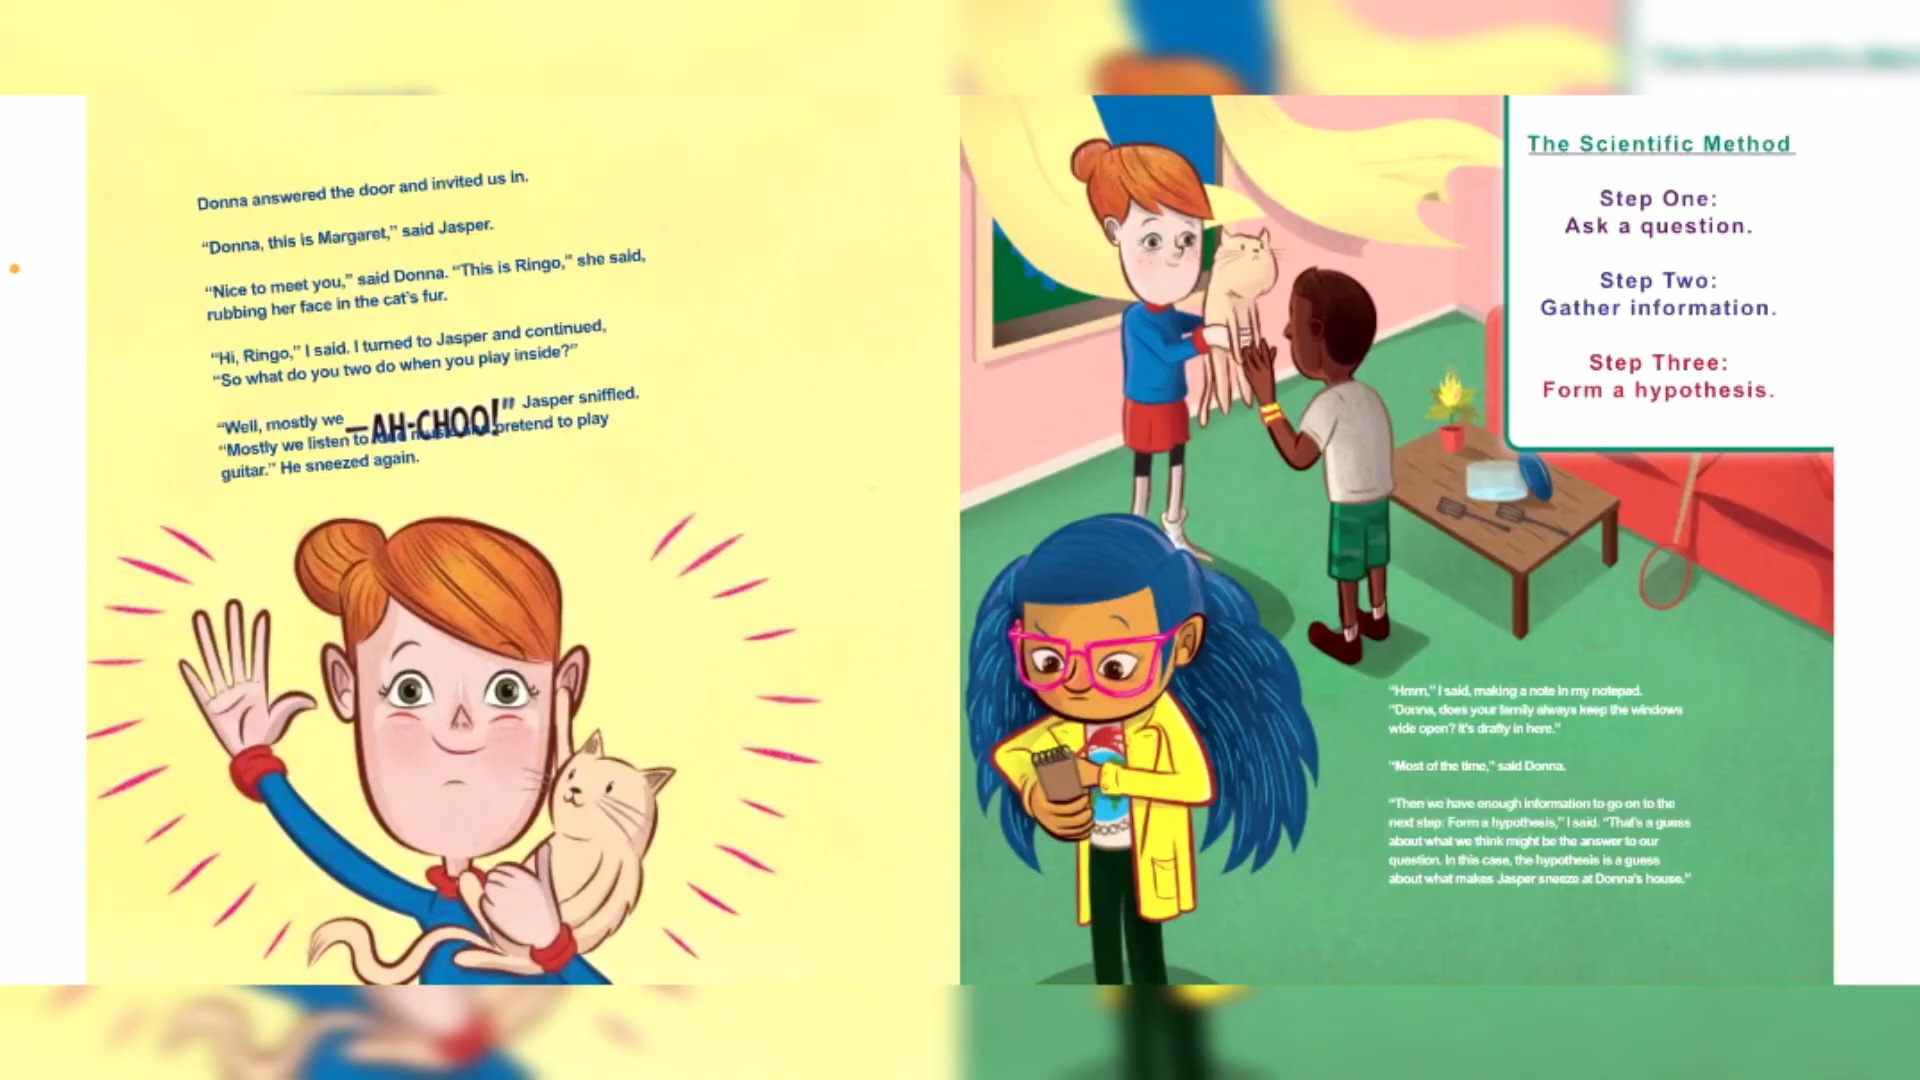 Donna answered the door and invited us in.
“Donna, this is Margaret,” said Jasper.
“Nice to meet you,” said Donna. “This is Ringo,” she said,
rubbing her face in the cat’s fur.
“Hi, Ringo,” I said. I turned to Jasper and continued,
“So what do you two do when you play inside?”
“Well, mostly we —AH-CHOO!” Jasper sniffled.
“Mostly we listen to pretend to play
guitar.” He sneezed again.
The Scientific Method
Step One:
Ask a question.
Step Two:
Gather information.
Step Three:
Form a hypothesis.
“Hmm,” I said, making a note in my notepad.
“Donna, does your family always keep the windows
wide open? It’s drafty in here.”
“Most of the time,” said Donna.
“Then we have enough information to go on to the
next step: Form a hypothesis,” I said. “That’s a guess
about what we think might be the answer to our
question. In this case, the hypothesis is a guess
about what makes Jasper sneeze at Donna’s house.”